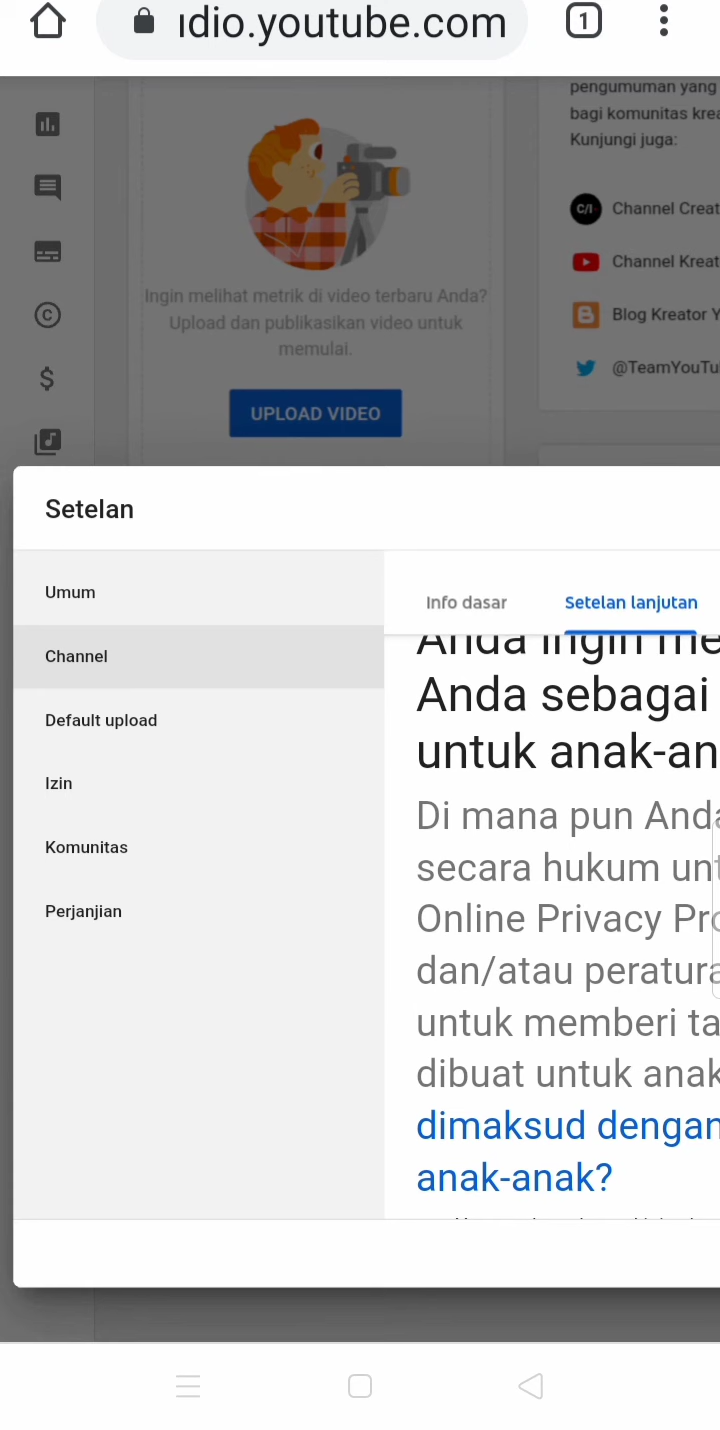 ıdio.youtube.com
1
pengumuman yang
bagi komunitas krea
Kunjungi juga:
C/I
Channel Creat
Channel Kreat
Blog Kreator Y
@TeamYouTu
Ingin melihat metrik di video terbaru Anda?
Upload dan publikasikan video untuk
memulai.
UPLOAD VIDEO
Setelan
Umum
Channel
Default upload
Izin
Komunitas
Perjanjian
Info dasar
Setelan lanjutan
Anda ingin me
Anda sebagai
untuk anak-an
Di mana pun Anda
secara hukum unt
Online Privacy Pro
dan/atau peratura
untuk memberi ta
dibuat untuk anak
dimaksud dengan
anak-anak?